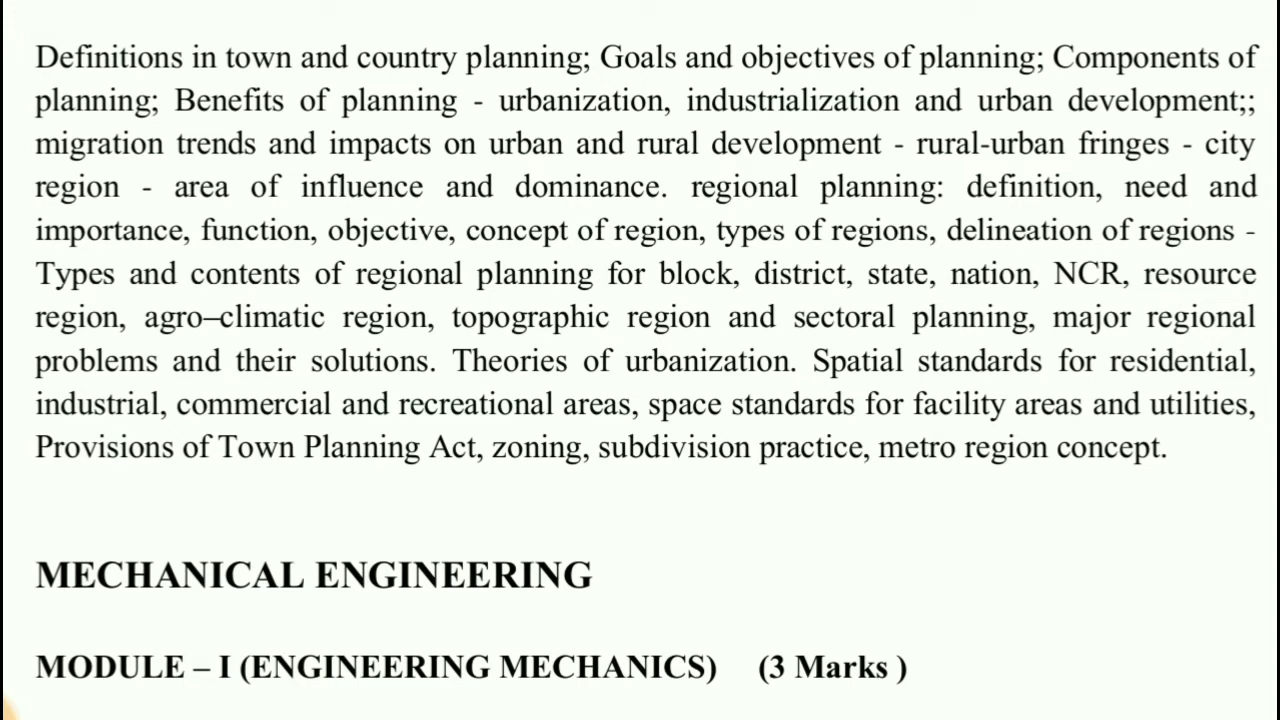 Definitions in town and country planning; Goals and objectives of planning; Components of
planning; Benefits of planning - urbanization, industrialization and urban development;;
migration trends and impacts on urban and rural development - rural-urban fringes - city
region - area of influence and dominance. regional planning: definition, need and
importance, function, objective, concept of region, types of regions, delineation of regions -
Types and contents of regional planning for block, district, state, nation, NCR, resource
region, agro–climatic region, topographic region and sectoral planning, major regional
problems and their solutions. Theories of urbanization. Spatial standards for residential,
industrial, commercial and recreational areas, space standards for facility areas and utilities,
Provisions of Town Planning Act, zoning, subdivision practice, metro region concept.
MECHANICAL ENGINEERING
MODULE – I (ENGINEERING MECHANICS) (3 Marks )